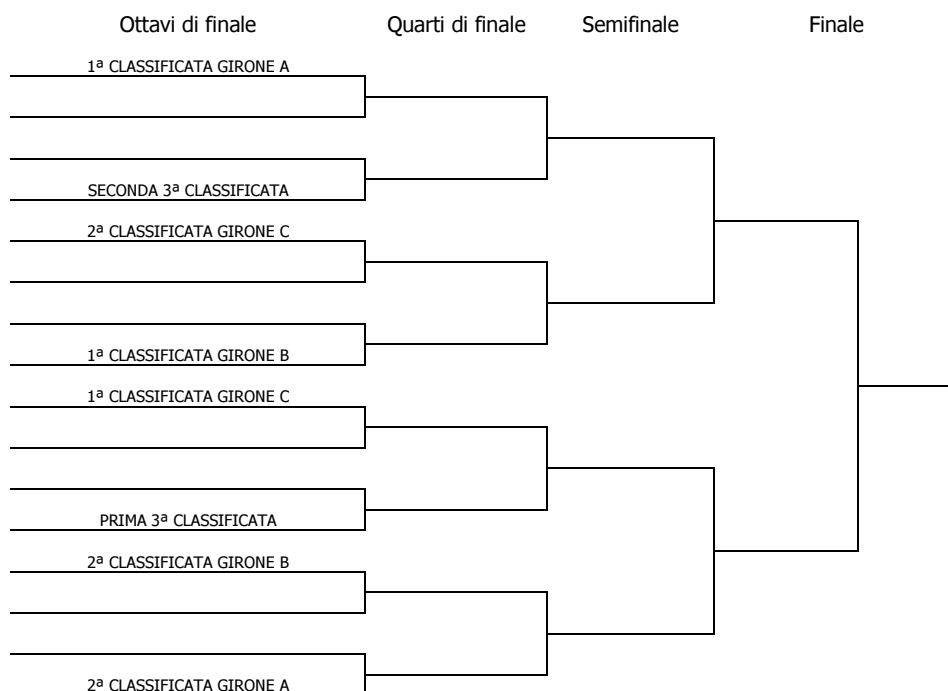 Ottavi di finale Quarti di finale Semifinale Finale
1ª CLASSIFICATA GIRONE A
SECONDA 3ª CLASSIFICATA
2ª CLASSIFICATA GIRONE C
1ª CLASSIFICATA GIRONE B
1ª CLASSIFICATA GIRONE C
PRIMA 3ª CLASSIFICATA
2ª CLASSIFICATA GIRONE B
2ª CLASSIFICATA GIRONE A